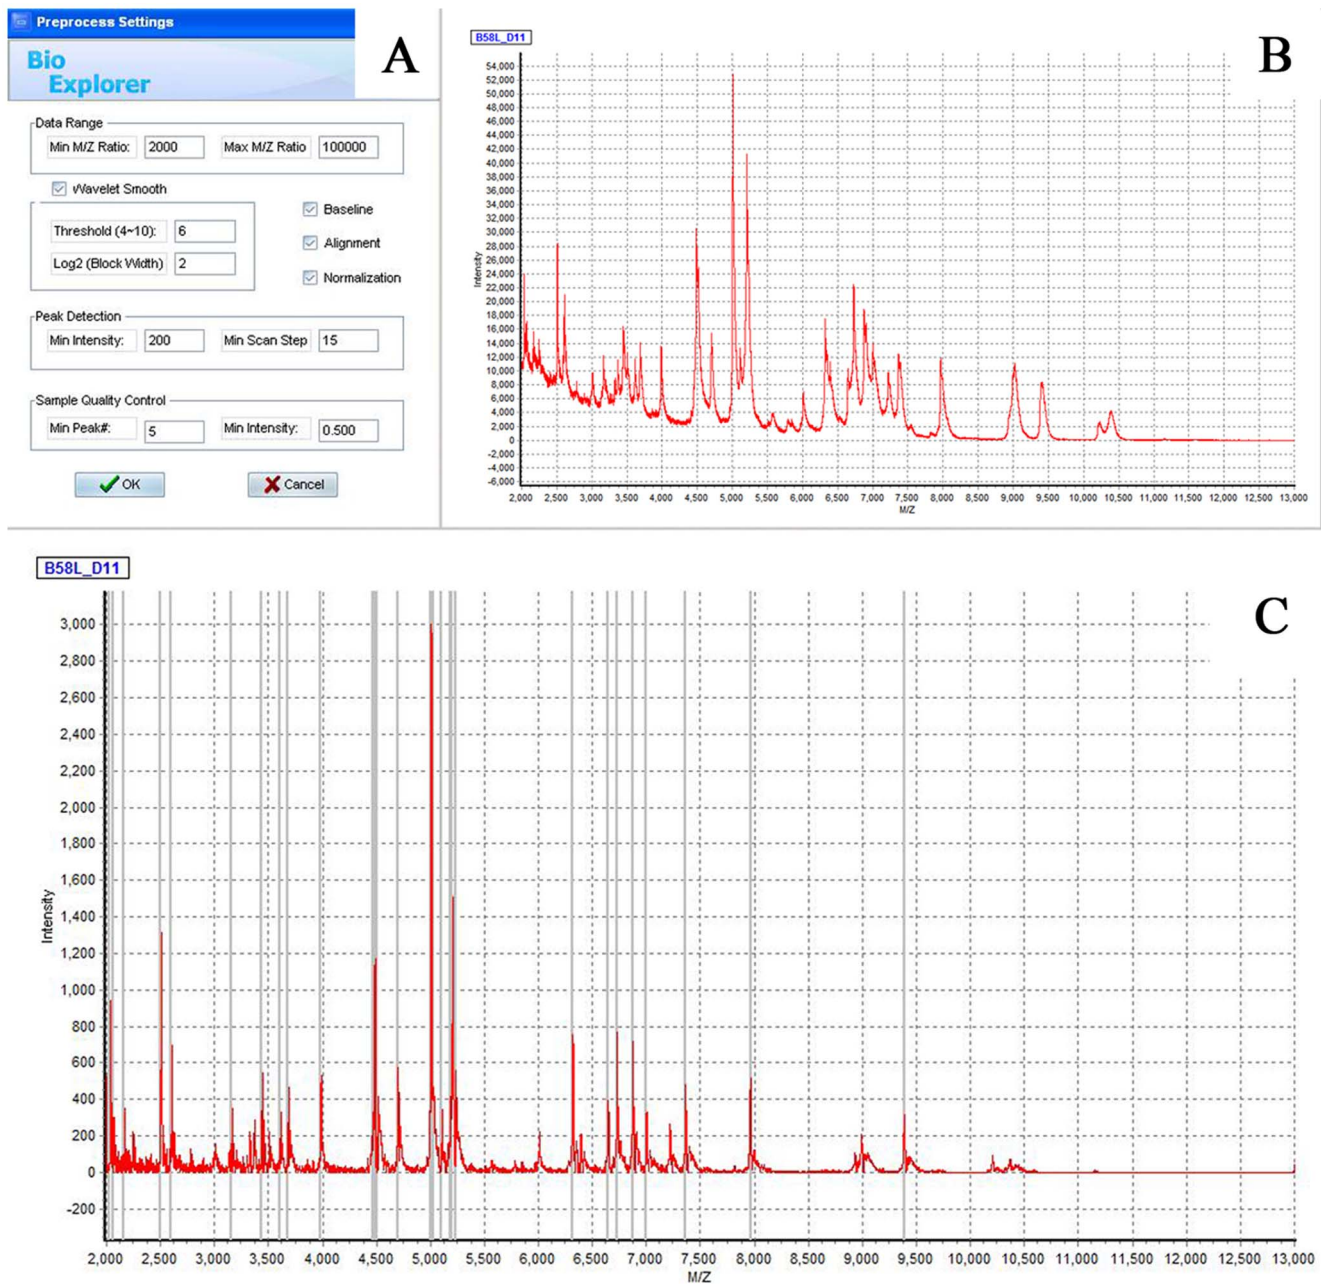 Preprocess Settings
A
Bio
Explorer
Data Range
Min M/Z Ratio: 2000 Max M/Z Ratio 100000
Wavelet Smooth
Threshold (4~10): 6
Log2 (Block Width) 2
Baseline
Alignment
Normalization
Peak Detection
Min Intensity: 200 Min Scan Step 15
Sample Quality Control
Min Peak#: 5 Min Intensity: 0.500
OK Cancel
B58L_D11
B
54,000
52,000
50,000
48,000
46,000
44,000
42,000
40,000
38,000
36,000
34,000
32,000
30,000
28,000
26,000
24,000
22,000
20,000
18,000
16,000
14,000
12,000
10,000
8,000
6,000
4,000
2,000
0
-2,000
-4,000
-6,000
Intensity
2,000 2,500 3,000 3,500 4,000 4,500 5,000 5,500 6,000 6,500 7,000 7,500 8,000 8,500 9,000 9,500 10,000 10,500 11,000 11,500 12,000 12,500 13,000
M/Z
B58L_D11
C
3,000
2,800
2,600
2,400
2,200
2,000
1,800
1,600
1,400
1,200
1,000
800
600
400
200
0
-200
Intensity
2,000 2,500 3,000 3,500 4,000 4,500 5,000 5,500 6,000 6,500 7,000 7,500 8,000 8,500 9,000 9,500 10,000 10,500 11,000 11,500 12,000 12,500 13,000
M/Z